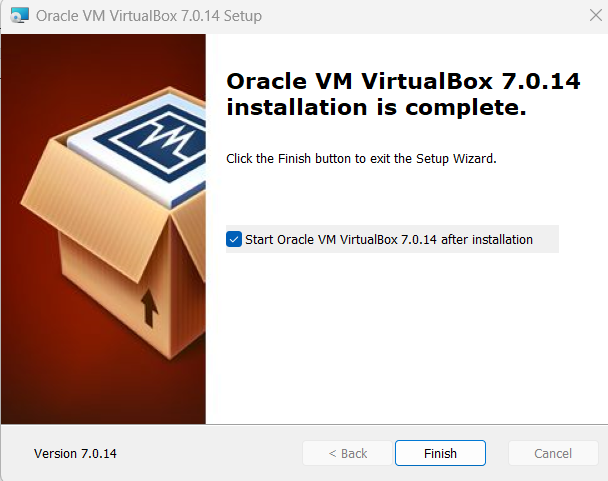 Oracle VM VirtualBox 7.0.14 Setup
Oracle VM VirtualBox 7.0.14
installation is complete.
Click the Finish button to exit the Setup Wizard.
Start Oracle VM VirtualBox 7.0.14 after installation
Version 7.0.14
< Back
Finish
Cancel